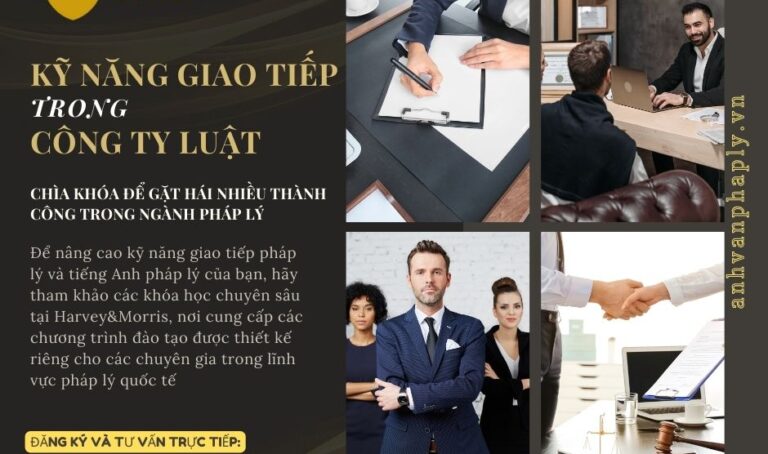 KỸ NĂNG GIAO TIẾP
TRONG
CÔNG TY LUẬT
CHÌA KHÓA ĐỂ GẶT HÁI NHIỀU THÀNH
CÔNG TRONG NGÀNH PHÁP LÝ
Để nâng cao kỹ năng giao tiếp pháp
lý và tiếng Anh pháp lý của bạn, hãy
tham khảo các khóa học chuyên sâu
tại Harvey&Morris, nơi cung cấp các
chương trình đào tạo được thiết kế
riêng cho các chuyên gia trong lĩnh
vực pháp lý quốc tế
ĐĂNG KÝ VÀ TƯ VẤN TRỰC TIẾP:
anhvanphaply.vn